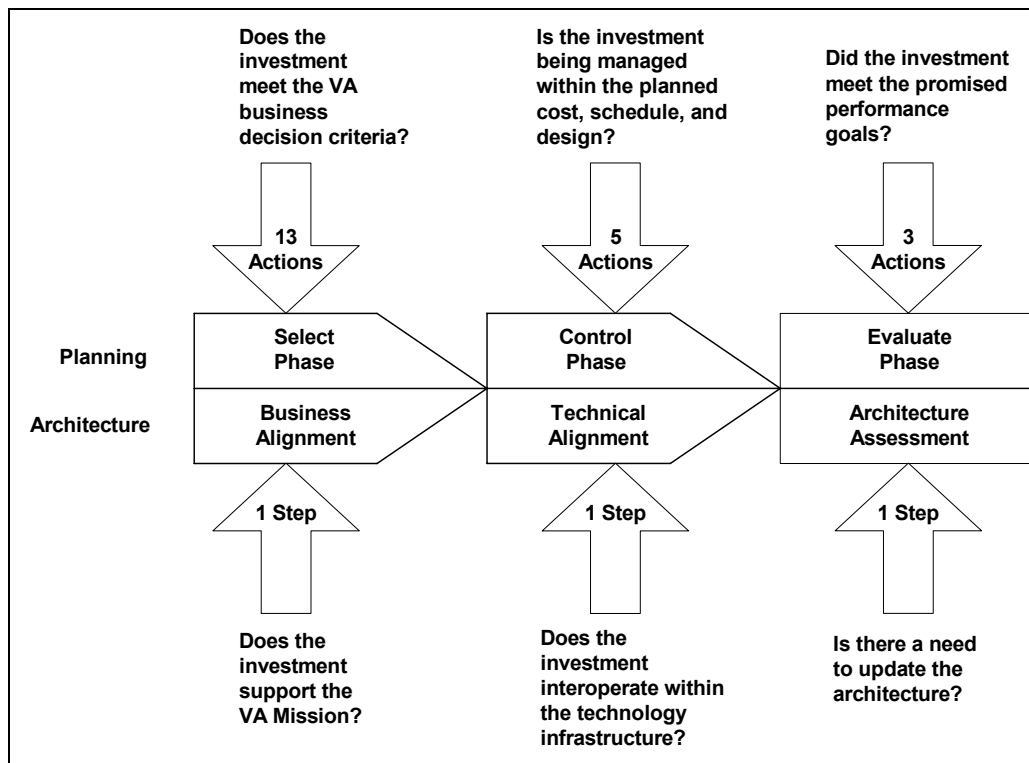 Does the
investment
meet the VA
business
decision criteria?
Is the investment
being managed
within the planned
cost, schedule, and
design?
Did the investment
meet the promised
performance
goals?
13
Actions
5
Actions
3
Actions
Planning
Select
Phase
Control
Phase
Evaluate
Phase
Architecture
Business
Alignment
Technical
Alignment
Architecture
Assessment
1 Step
1 Step
1 Step
Does the
investment
support the
VA Mission?
Does the
investment
interoperate within
the technology
infrastructure?
Is there a need
to update the
architecture?